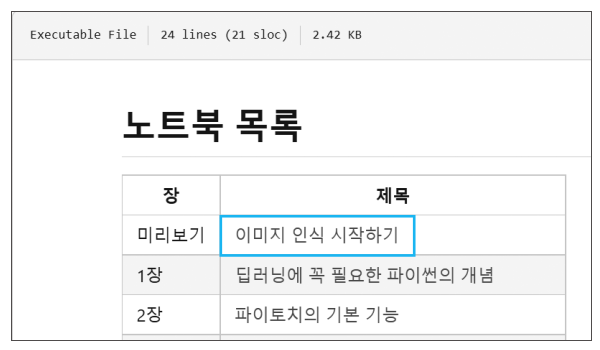 Executable File 24 lines (21 sloc) 2.42 KB
노트북 목록
장 제목
미리보기 이미지 인식 시작하기
1장 딥러닝에 꼭 필요한 파이썬의 개념
2장 파이토치의 기본 기능